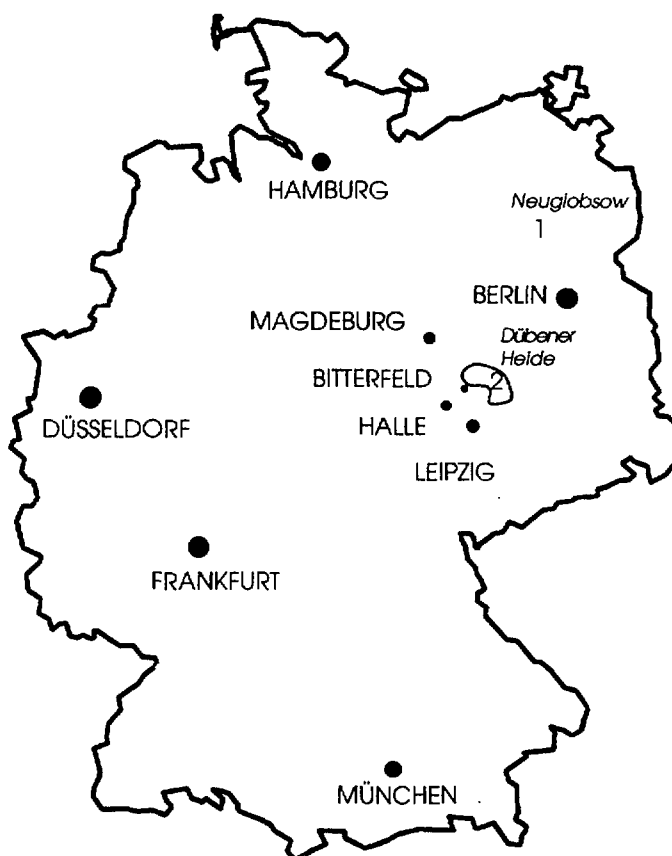 HAMBURG
Neuglobsow
1
BERLIN
MAGDEBURG
Dübener
Heide
BITTERFELD
2
DÜSSELDORF
HALLE
LEIPZIG
FRANKFURT
MÜNCHEN